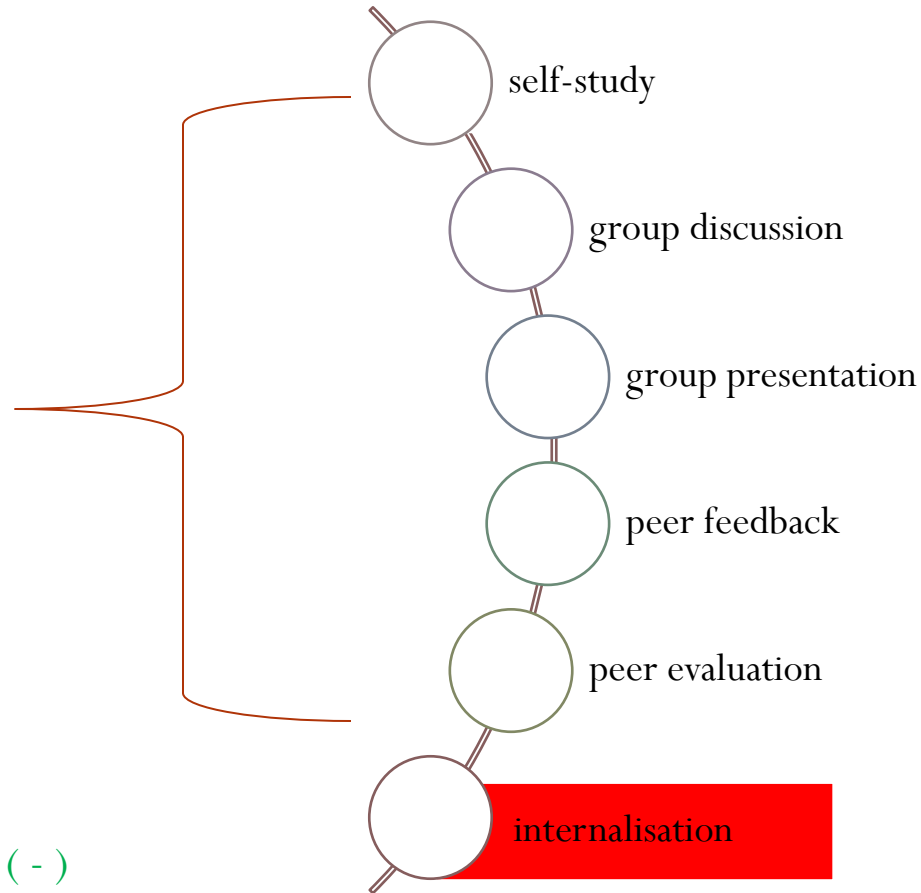 self-study
group discussion
group presentation
peer feedback
peer evaluation
internalisation
( - )